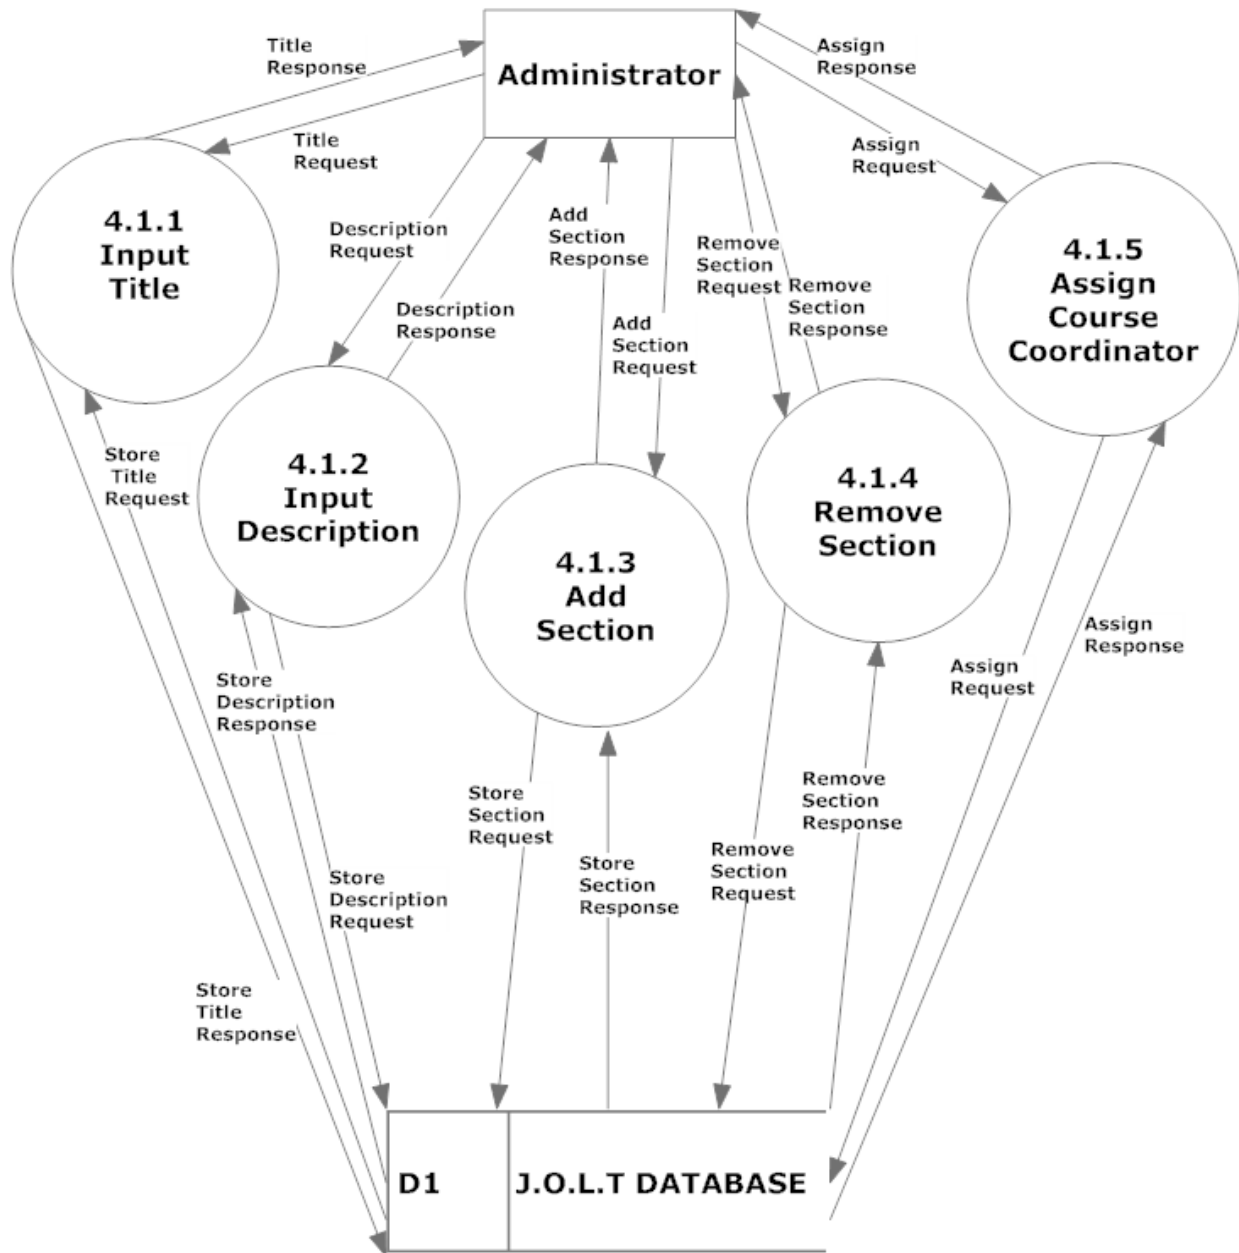 Title
Response
Administrator
Assign
Response
Title
Request
Assign
Request
4.1.1
Input
Title
Description
Request
Add
Section
Response
Remove
Section
Request
4.1.5
Assign
Course
Coordinator
Description
Response
Add
Section
Request
Remove
Section
Response
Store
Title
Request
4.1.2
Input
Description
4.1.4
Remove
Section
4.1.3
Add
Section
Assign
Response
Store
Description
Response
Assign
Request
Store
Section
Request
Remove
Section
Response
Store
Description
Request
Store
Section
Response
Remove
Section
Request
Store
Title
Response
D1
J.O.L.T DATABASE